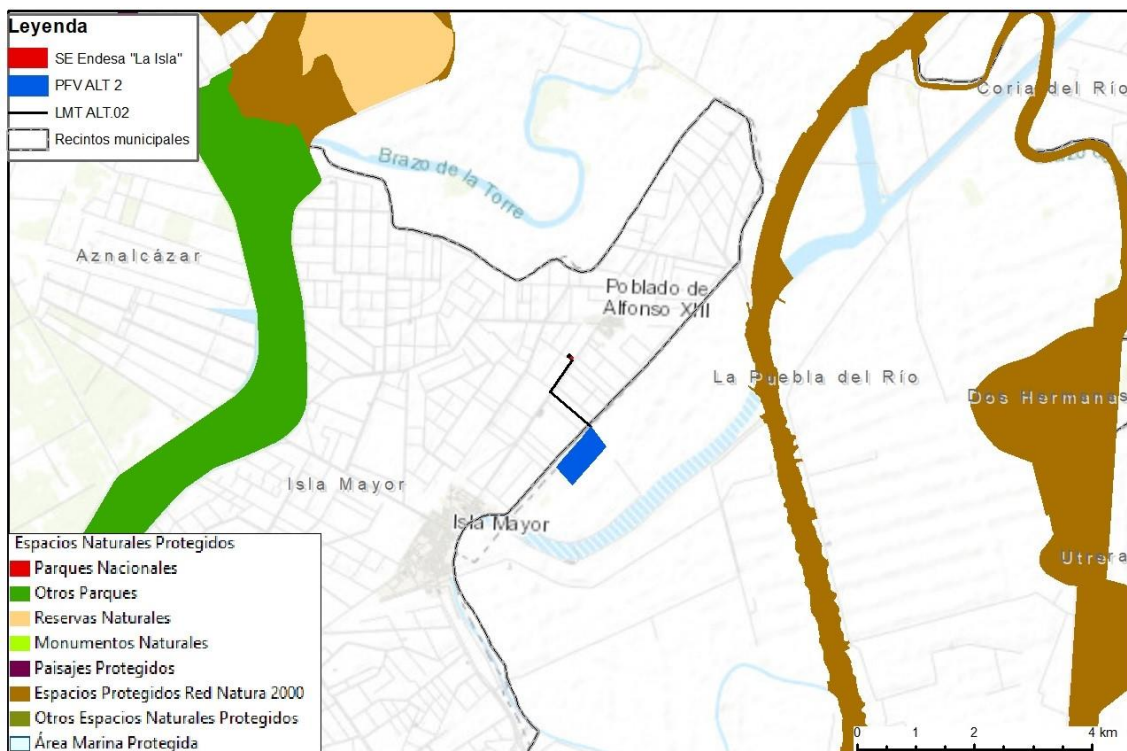 Leyenda
SE Endesa "La Isla"
PFV ALT 2
LMT ALT.02
Recintos municipales
Coria del Río
Brazo de la Torre
Aznalcázar
Poblado de
Alfonso XIII
La Puebla del Río
Dos Hermanas
Isla Mayor
Isla Mayor
Utrera
Espacios Naturales Protegidos
Parques Nacionales
Otros Parques
Reservas Naturales
Monumentos Naturales
Paisajes Protegidos
Espacios Protegidos Red Natura 2000
Otros Espacios Naturales Protegidos
Área Marina Protegida
0 1 2 4 km